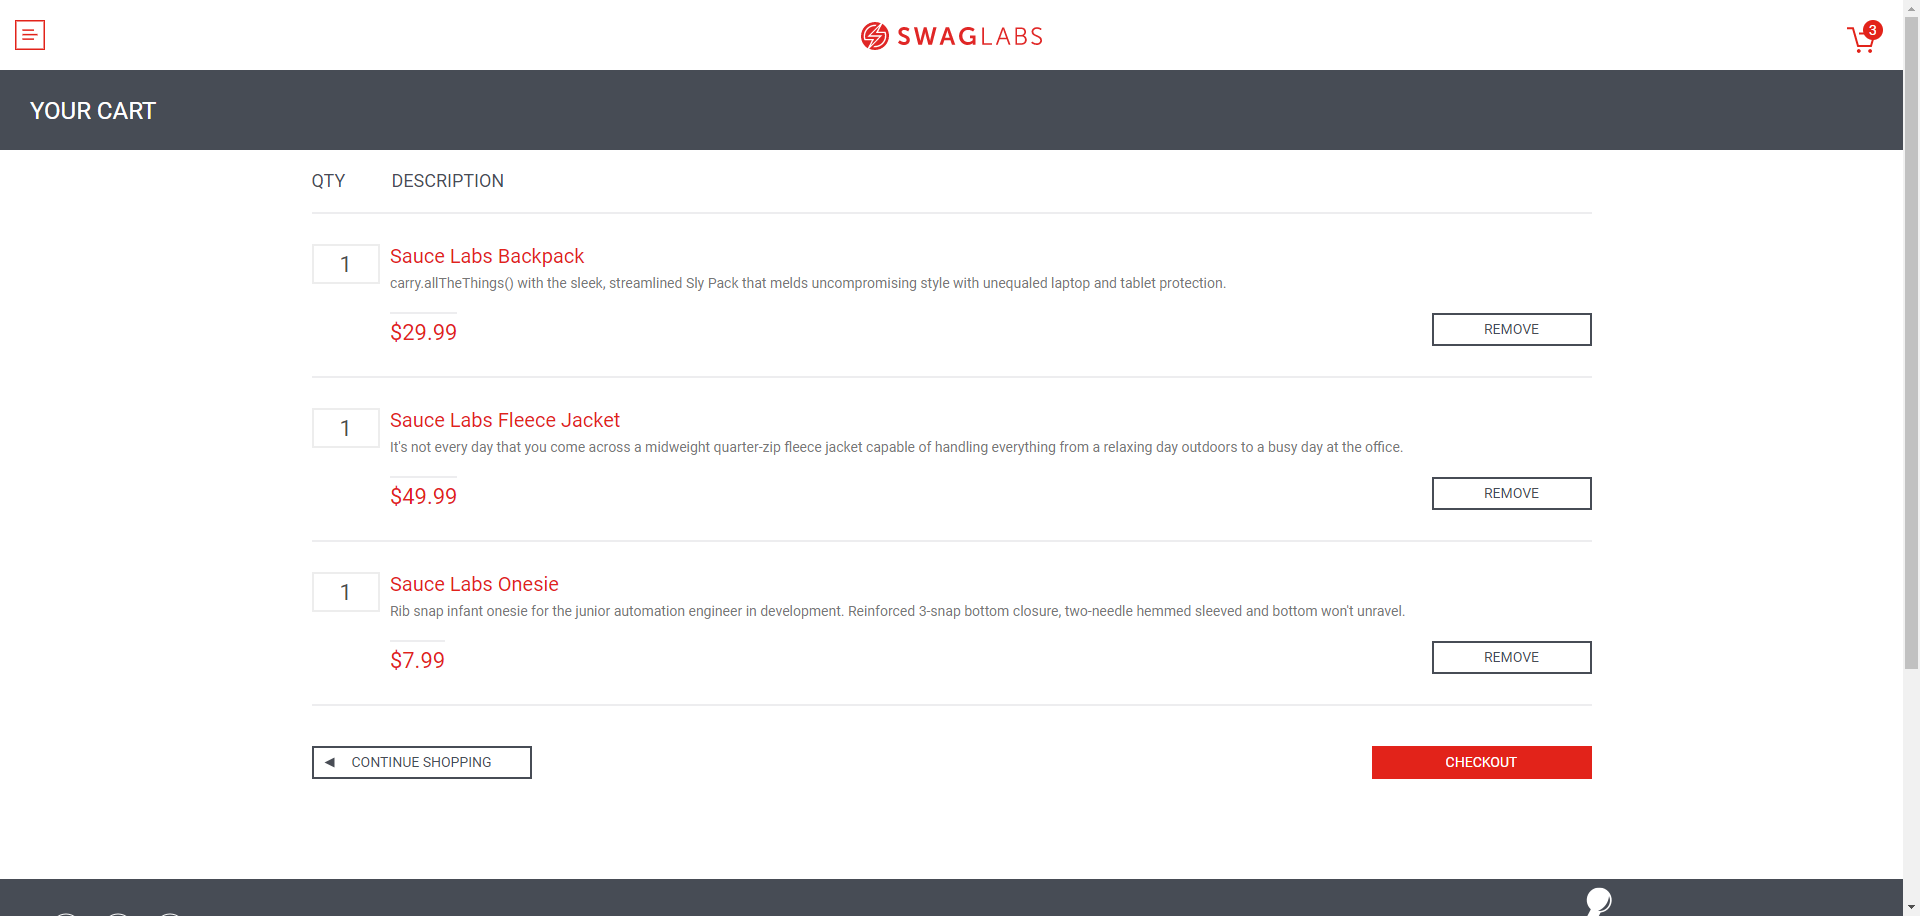 SWAGLABS
3
YOUR CART
QTY DESCRIPTION
1 Sauce Labs Backpack
carry.allTheThings() with the sleek, streamlined Sly Pack that melds uncompromising style with unequaled laptop and tablet protection.
$29.99 REMOVE
1 Sauce Labs Fleece Jacket
It's not every day that you come across a midweight quarter-zip fleece jacket capable of handling everything from a relaxing day outdoors to a busy day at the office.
$49.99 REMOVE
1 Sauce Labs Onesie
Rib snap infant onesie for the junior automation engineer in development. Reinforced 3-snap bottom closure, two-needle hemmed sleeved and bottom won't unravel.
$7.99 REMOVE
CONTINUE SHOPPING CHECKOUT